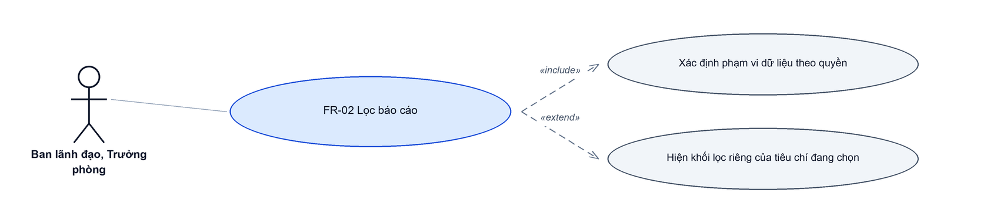 Xác định phạm vi dữ liệu theo quyền
«include»
FR-02 Lọc báo cáo
«extend»
Ban lãnh đạo, Trưởng
phòng
Hiện khối lọc riêng của tiêu chí đang chọn